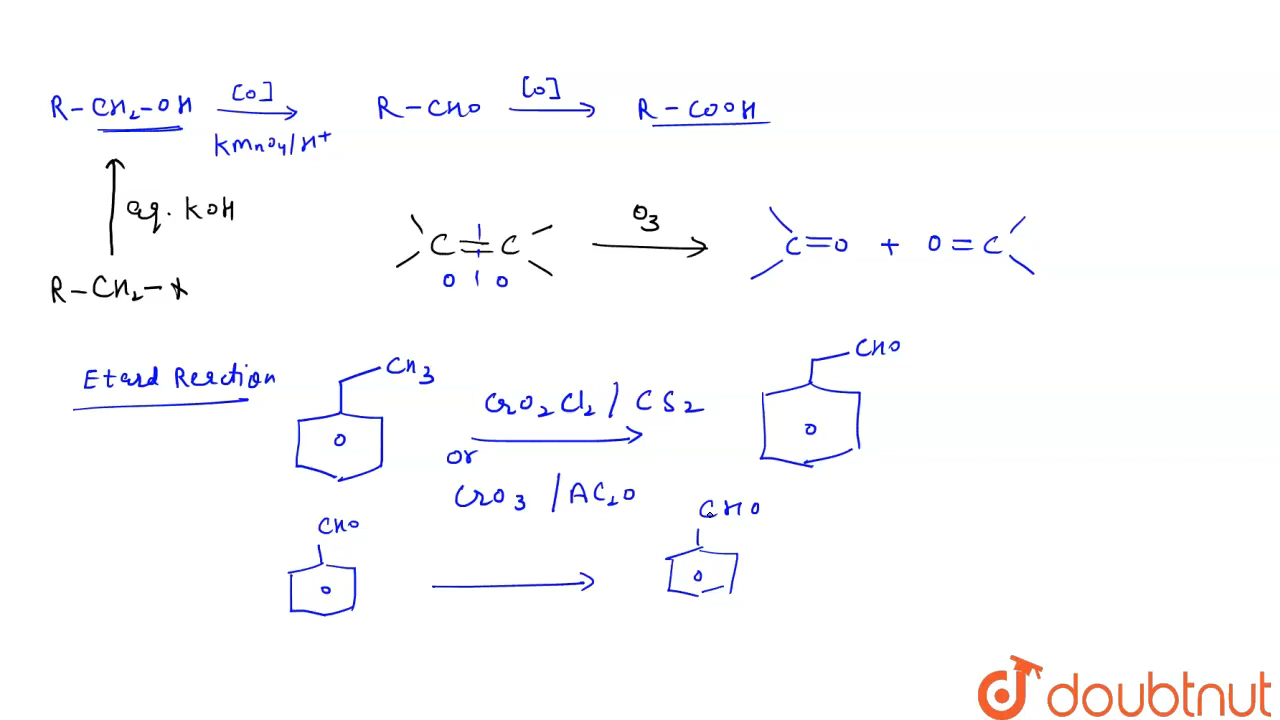 R-CH2-OH [O] KMnO4/H+ R-CHO [O] R-COOH
aq. KOH
R-CH2-X
C=C O3 C=O + O=C
O O
Etard Reaction CH3 CrO2Cl2/CS2 CHO
O O
or
CrO3/AC2O
CHO CHO
O O
doubtnut